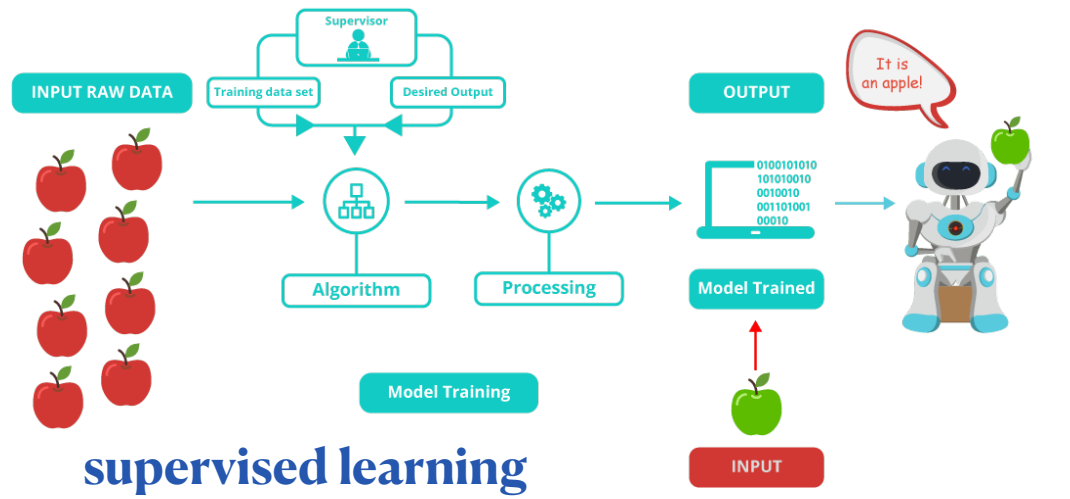 Supervisor
INPUT RAW DATA
Training data set
Desired Output
OUTPUT
It is
an apple!
0100101010
101010010
0010010
001101001
00010
Algorithm
Processing
Model Trained
Model Training
supervised learning
INPUT